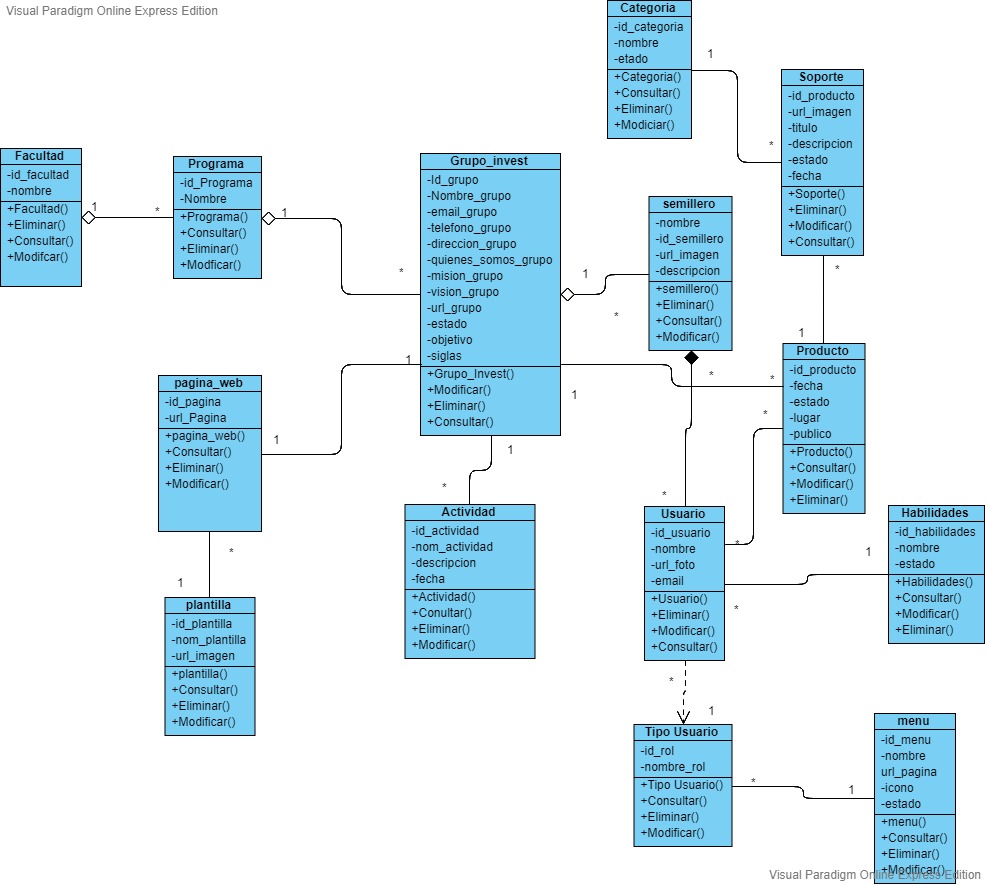 Visual Paradigm Online Express Edition
Categoria
-id_categoria
-nombre
-etado
+Categoria()
+Consultar()
+Eliminar()
+Modiciar()
1
*
Soporte
-id_producto
-url_imagen
-titulo
-descripcion
-estado
-fecha
+Soporte()
+Eliminar()
+Modificar()
+Consultar()
*
1
Facultad
-id_facultad
-nombre
+Facultad()
+Eliminar()
+Consultar()
+Modifcar()
1
*
Programa
-id_Programa
-Nombre
+Programa()
+Consultar()
+Eliminar()
+Modficar()
1
*
Grupo_invest
-Id_grupo
-Nombre_grupo
-email_grupo
-telefono_grupo
-direccion_grupo
-quienes_somos_grupo
-mision_grupo
-vision_grupo
-url_grupo
-estado
-objetivo
-siglas
+Grupo_Invest()
+Modificar()
+Eliminar()
+Consultar()
1
*
semillero
-nombre
-id_semillero
-url_imagen
-descripcion
+semillero()
+Eliminar()
+Consultar()
+Modificar()
*
*
1
*
Producto
-id_producto
-fecha
-estado
-lugar
-publico
+Producto()
+Consultar()
+Modificar()
+Eliminar()
*
*
1
1
pagina_web
-id_pagina
-url_Pagina
+pagina_web()
+Consultar()
+Eliminar()
+Modificar()
*
1
plantilla
-id_plantilla
-nom_plantilla
-url_imagen
+plantilla()
+Consultar()
+Eliminar()
+Modificar()
1
*
Actividad
-id_actividad
-nom_actividad
-descripcion
-fecha
+Actividad()
+Conultar()
+Eliminar()
+Modificar()
Usuario
-id_usuario
-nombre
-url_foto
-email
+Usuario()
+Eliminar()
+Modificar()
+Consultar()
*
1
Habilidades
-id_habilidades
-nombre
-estado
+Habilidades()
+Consultar()
+Modificar()
+Eliminar()
*
1
Tipo Usuario
-id_rol
-nombre_rol
+Tipo Usuario()
+Consultar()
+Eliminar()
+Modificar()
*
1
menu
-id_menu
-nombre
url_pagina
-icono
-estado
+menu()
+Consultar()
+Eliminar()
+Modificar()
Visual Paradigm Online Express Edition